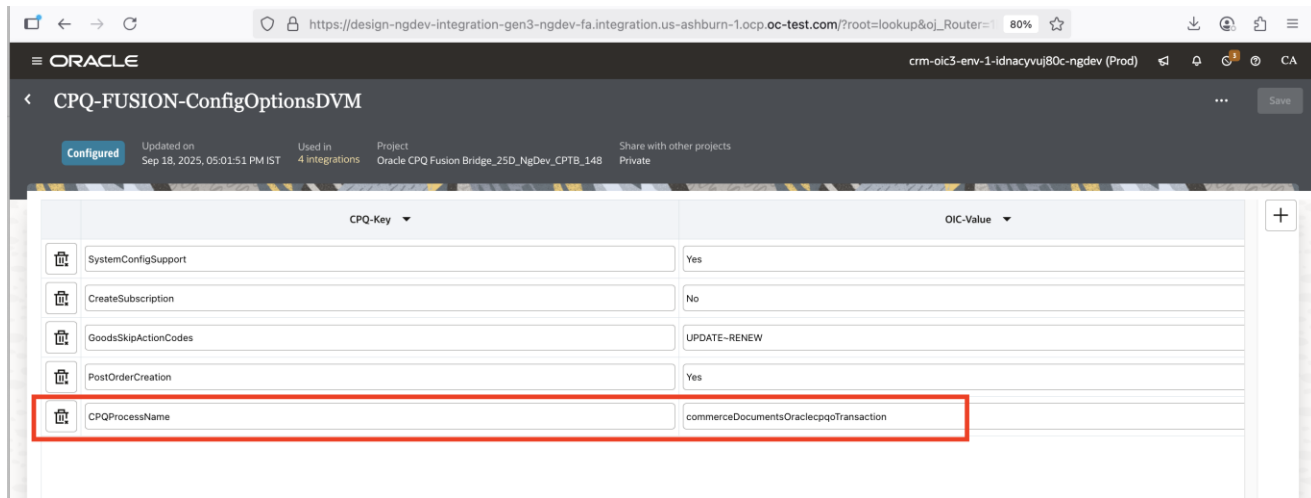 https://design-ngdev-integration-gen3-ngdev-fa.integration.us-ashburn-1.ocp.oc-test.com/?root=lookup&oj_Router= 80%
ORACLE crm-oic3-env-1-idnacyvuj80c-ngdev (Prod) CA
CPQ-FUSION-ConfigOptionsDVM ... Save
Configured
Updated on Used in Project Share with other projects
Sep 18, 2025, 05:01:51 PM IST 4 integrations Oracle CPQ Fusion Bridge_25D_NgDev_CPTB_148 Private
CPQ-Key OIC-Value
SystemConfigSupport Yes
CreateSubscription No
GoodsSkipActionCodes UPDATE~RENEW
PostOrderCreation Yes
CPQProcessName commerceDocumentsOraclecpqoTransaction